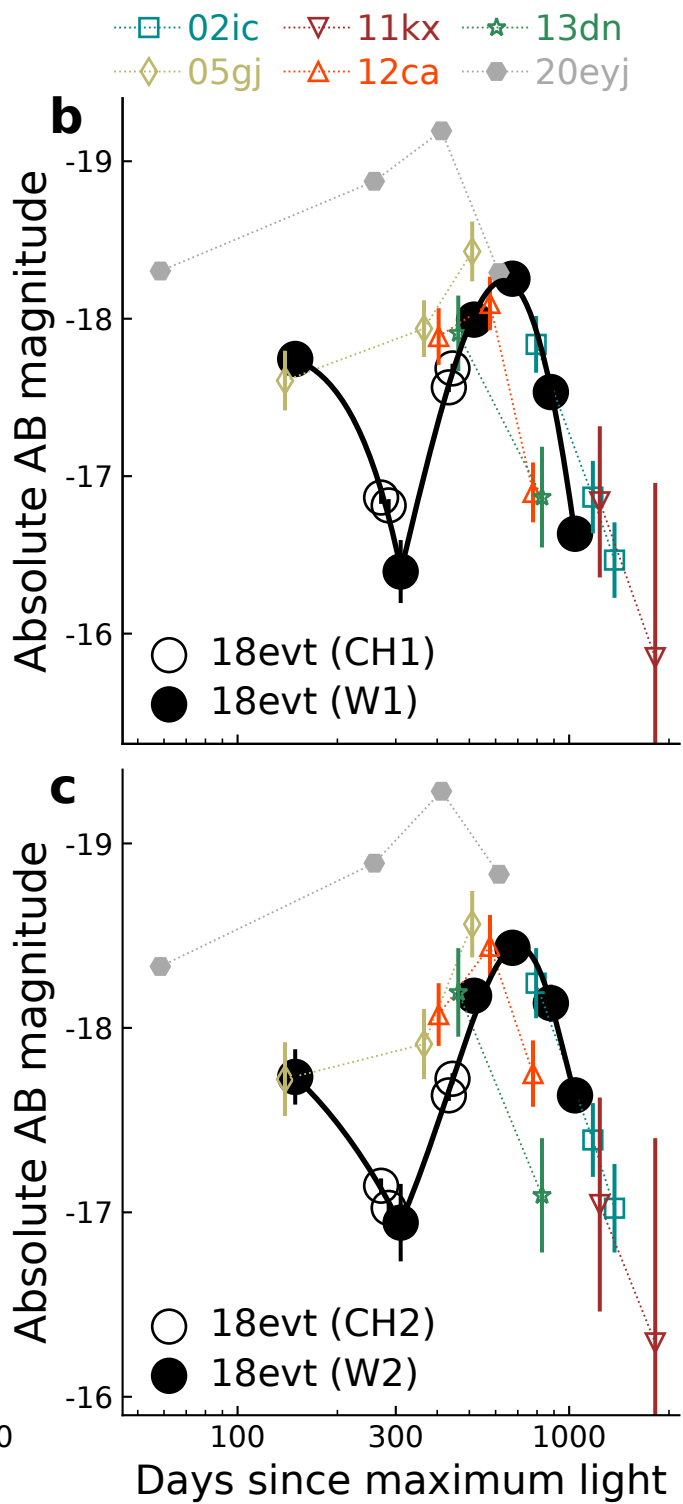 02ic 11kx 13dn
05gj 12ca 20eyj
b
-19
-18
-17
-16
Absolute AB magnitude
18evt (CH1)
18evt (W1)
c
-19
-18
-17
-16
Absolute AB magnitude
18evt (CH2)
18evt (W2)
0 100 300 1000
Days since maximum light